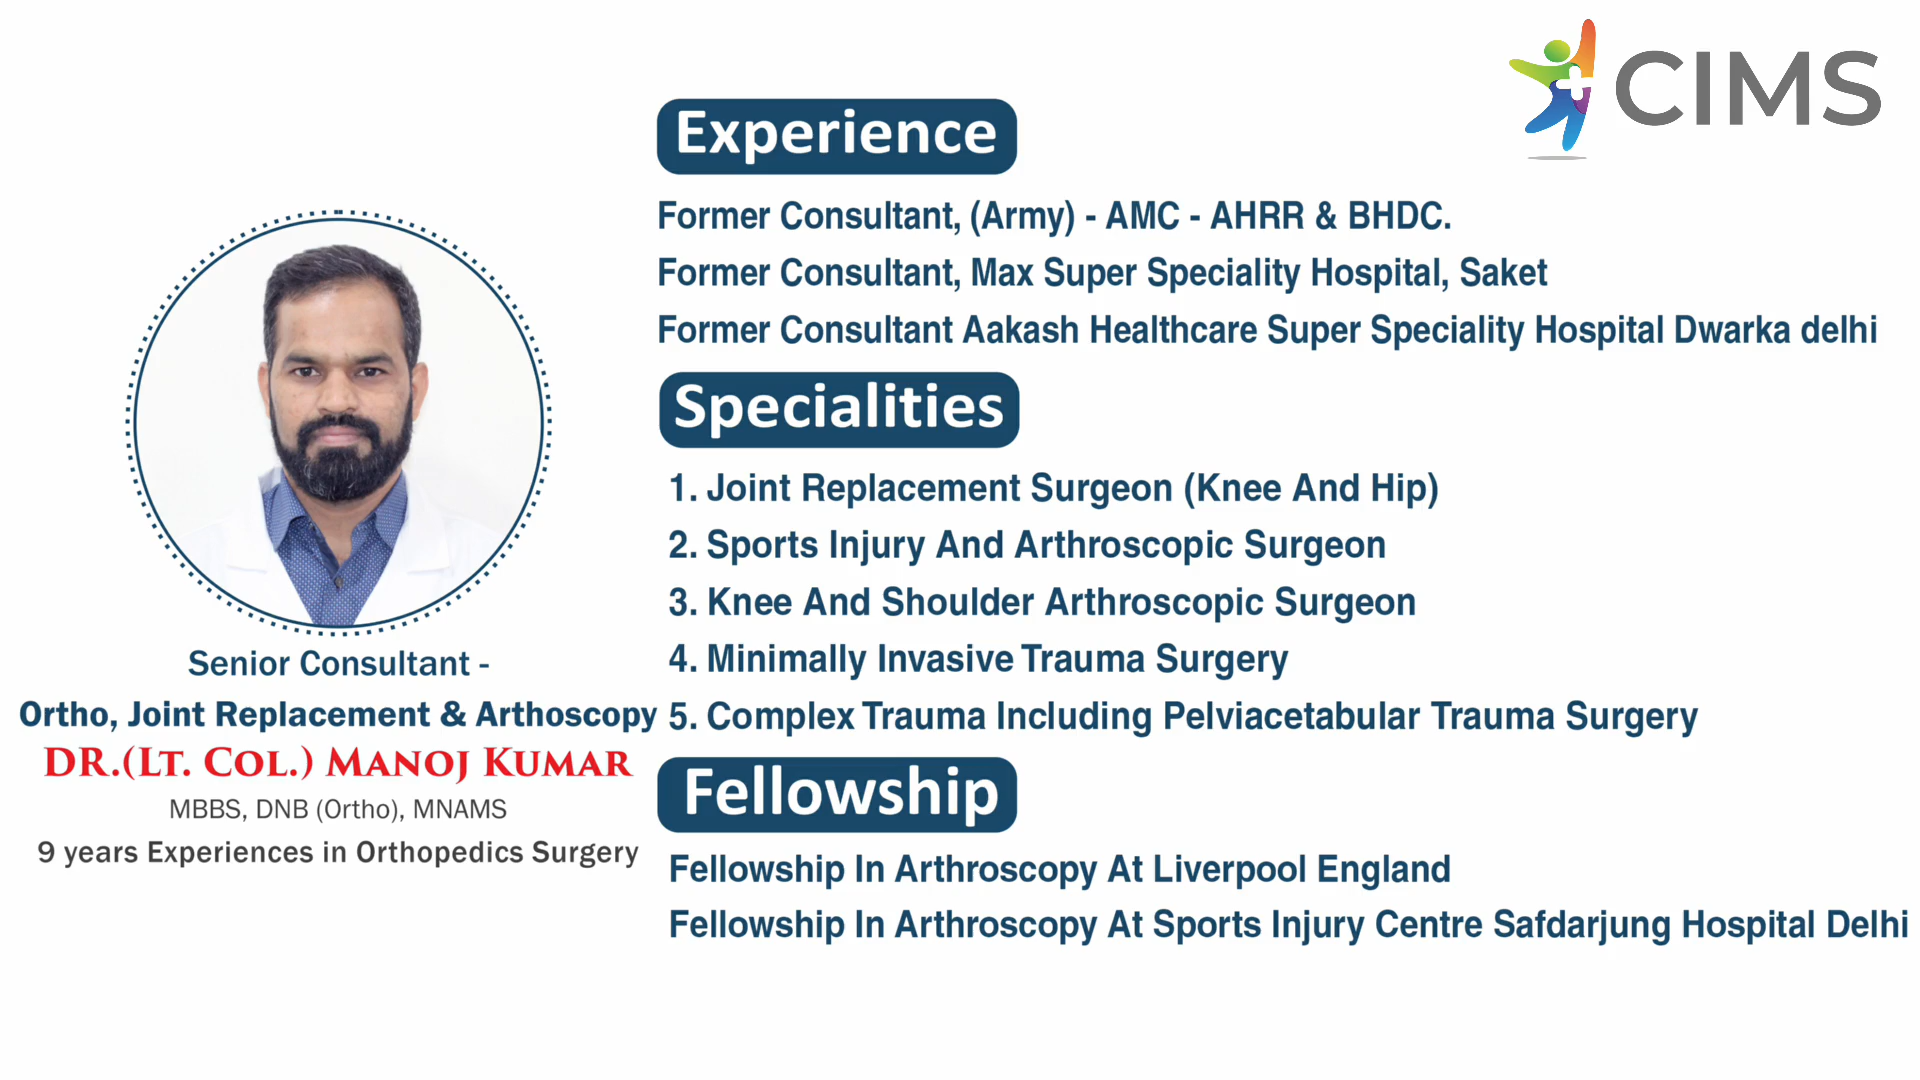 CIMS
Senior Consultant -
Ortho, Joint Replacement & Arthoscopy
DR.(LT. COL.) MANOJ KUMAR
MBBS, DNB (Ortho), MNAMS
9 years Experiences in Orthopedics Surgery
Experience
Former Consultant, (Army) - AMC - AHRR & BHDC.
Former Consultant, Max Super Speciality Hospital, Saket
Former Consultant Aakash Healthcare Super Speciality Hospital Dwarka delhi
Specialities
1. Joint Replacement Surgeon (Knee And Hip)
2. Sports Injury And Arthroscopic Surgeon
3. Knee And Shoulder Arthroscopic Surgeon
4. Minimally Invasive Trauma Surgery
5. Complex Trauma Including Pelviacetabular Trauma Surgery
Fellowship
Fellowship In Arthroscopy At Liverpool England
Fellowship In Arthroscopy At Sports Injury Centre Safdarjung Hospital Delhi